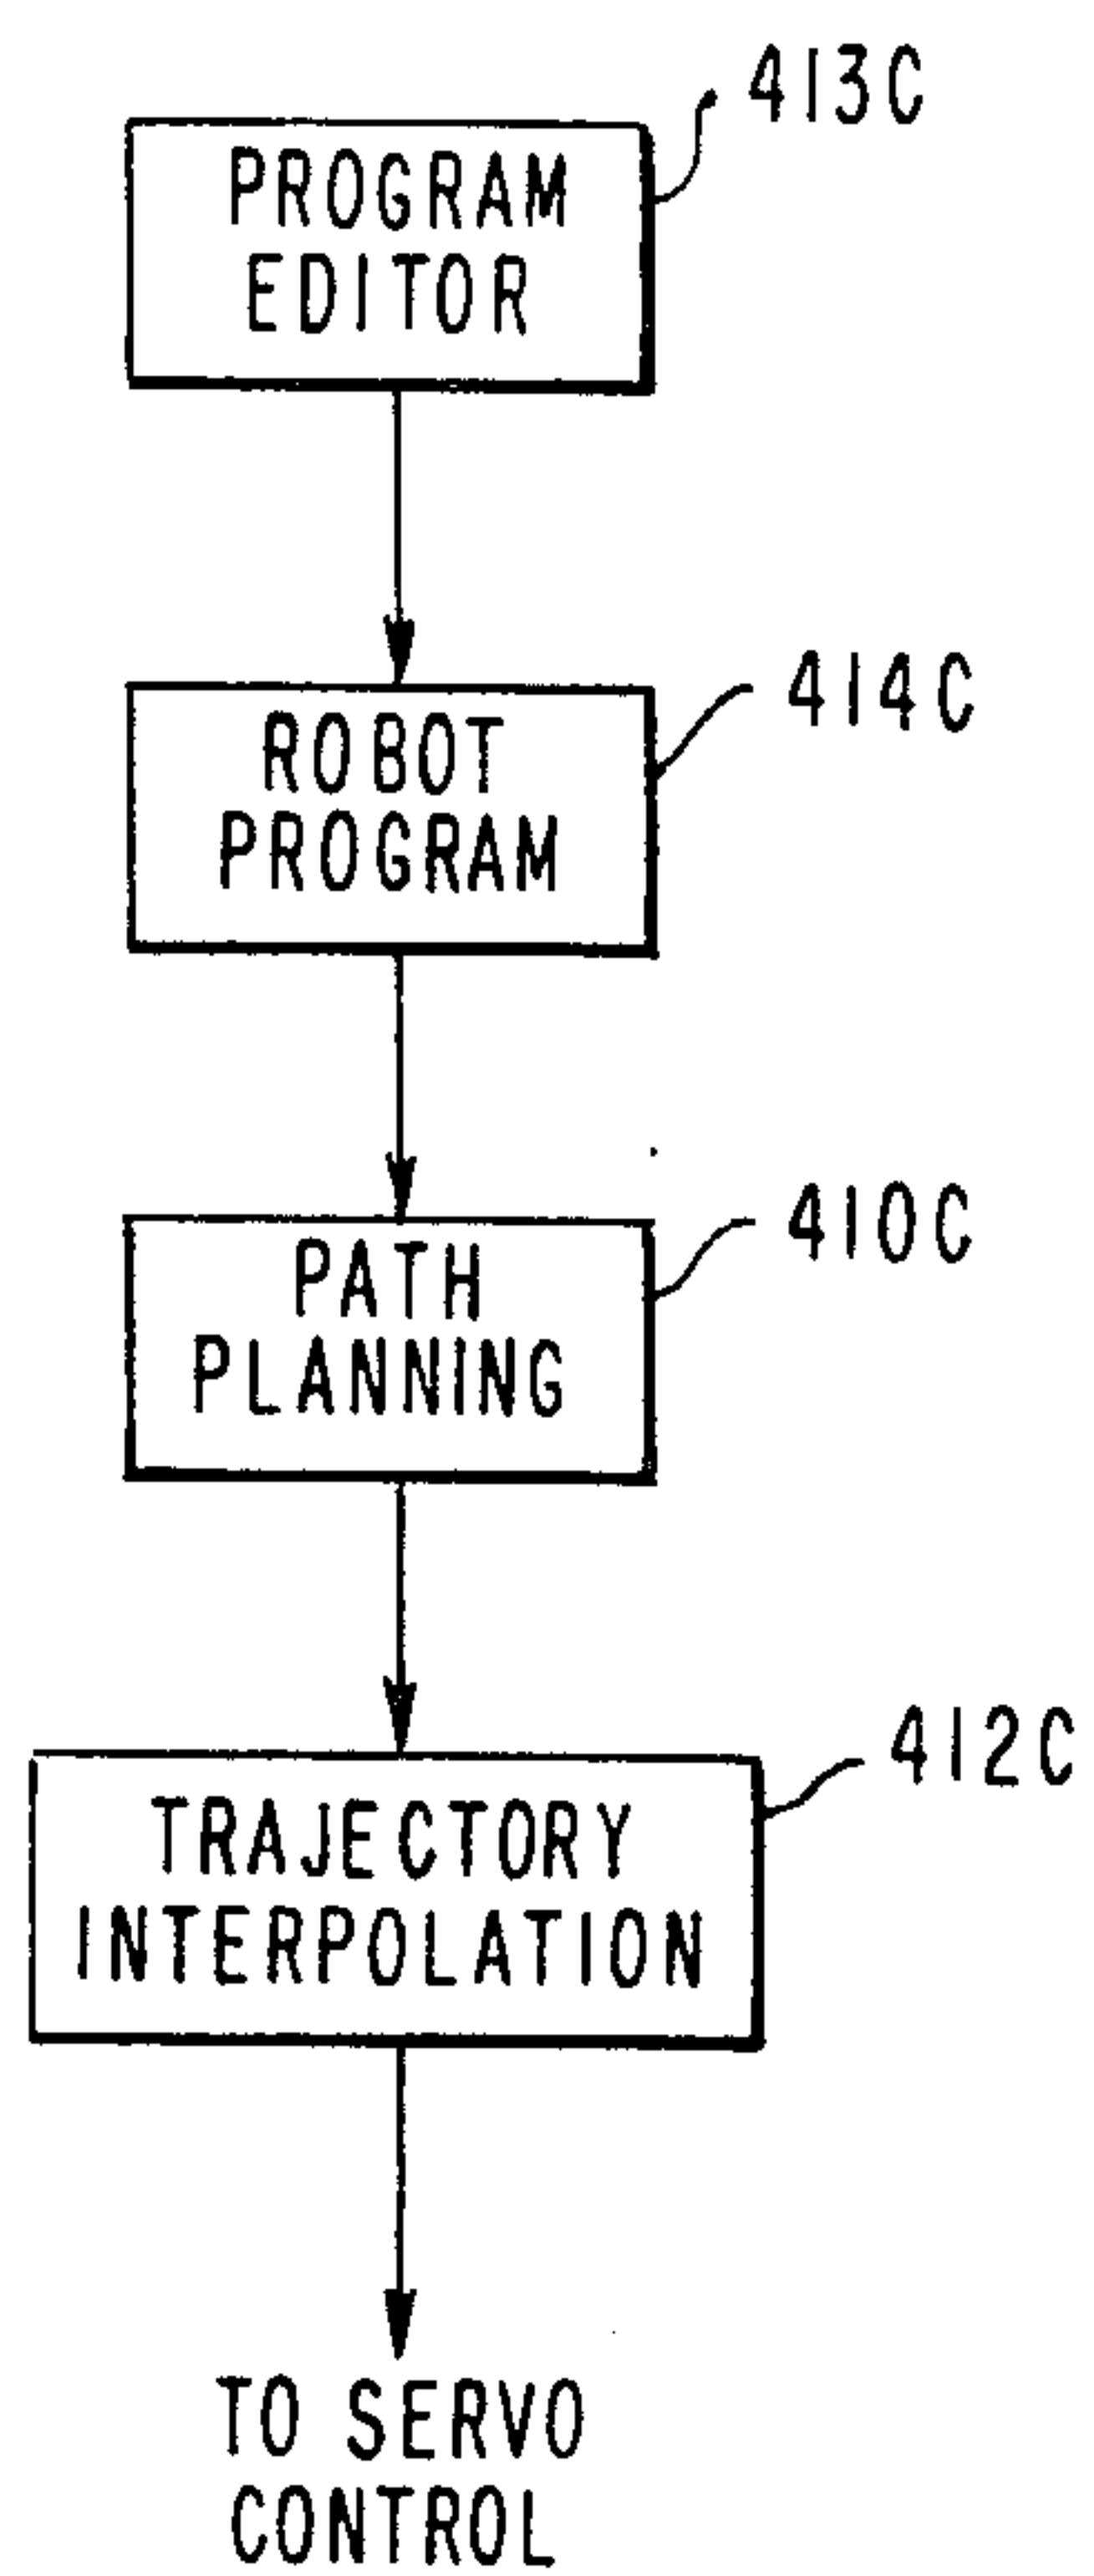 413C
PROGRAM
EDITOR
414C
ROBOT
PROGRAM
410C
PATH
PLANNING
412C
TRAJECTORY
INTERPOLATION
TO SERVO
CONTROL